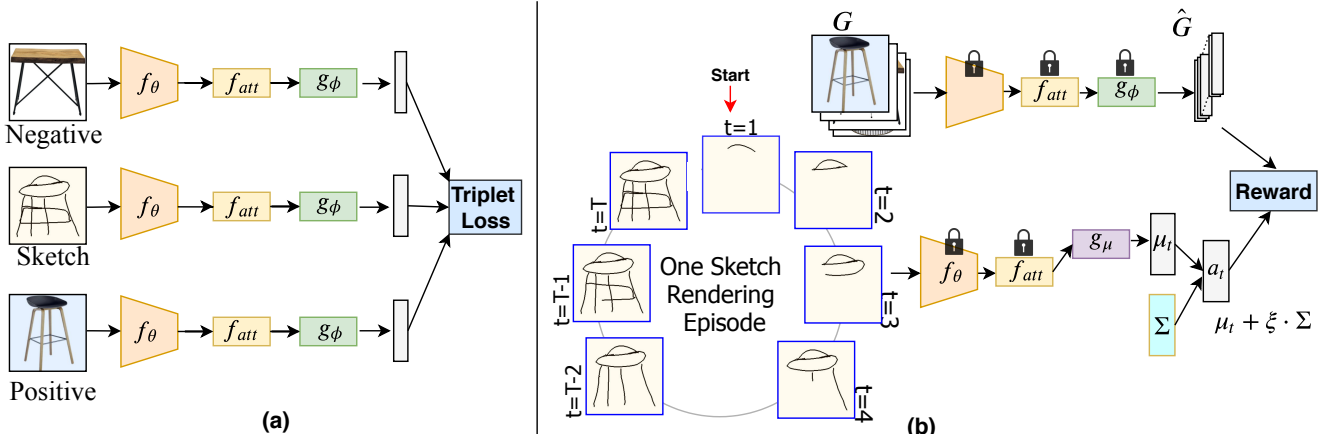 Negative
f_θ
f_att
g_ϕ
Sketch
f_θ
f_att
g_ϕ
Positive
f_θ
f_att
g_ϕ
Triplet
Loss
(a)
G
Ĝ
f_att
g_ϕ
Start
t=1
t=2
t=3
t=4
t=T-2
t=T-1
t=T
One Sketch
Rendering
Episode
f_θ
f_att
g_μ
μ_t
Σ
a_t
μ_t + ξ · Σ
Reward
(b)